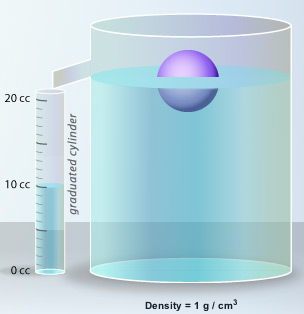 20 cc
graduated cylinder
10 cc
0 cc
Density = 1 g / cm³